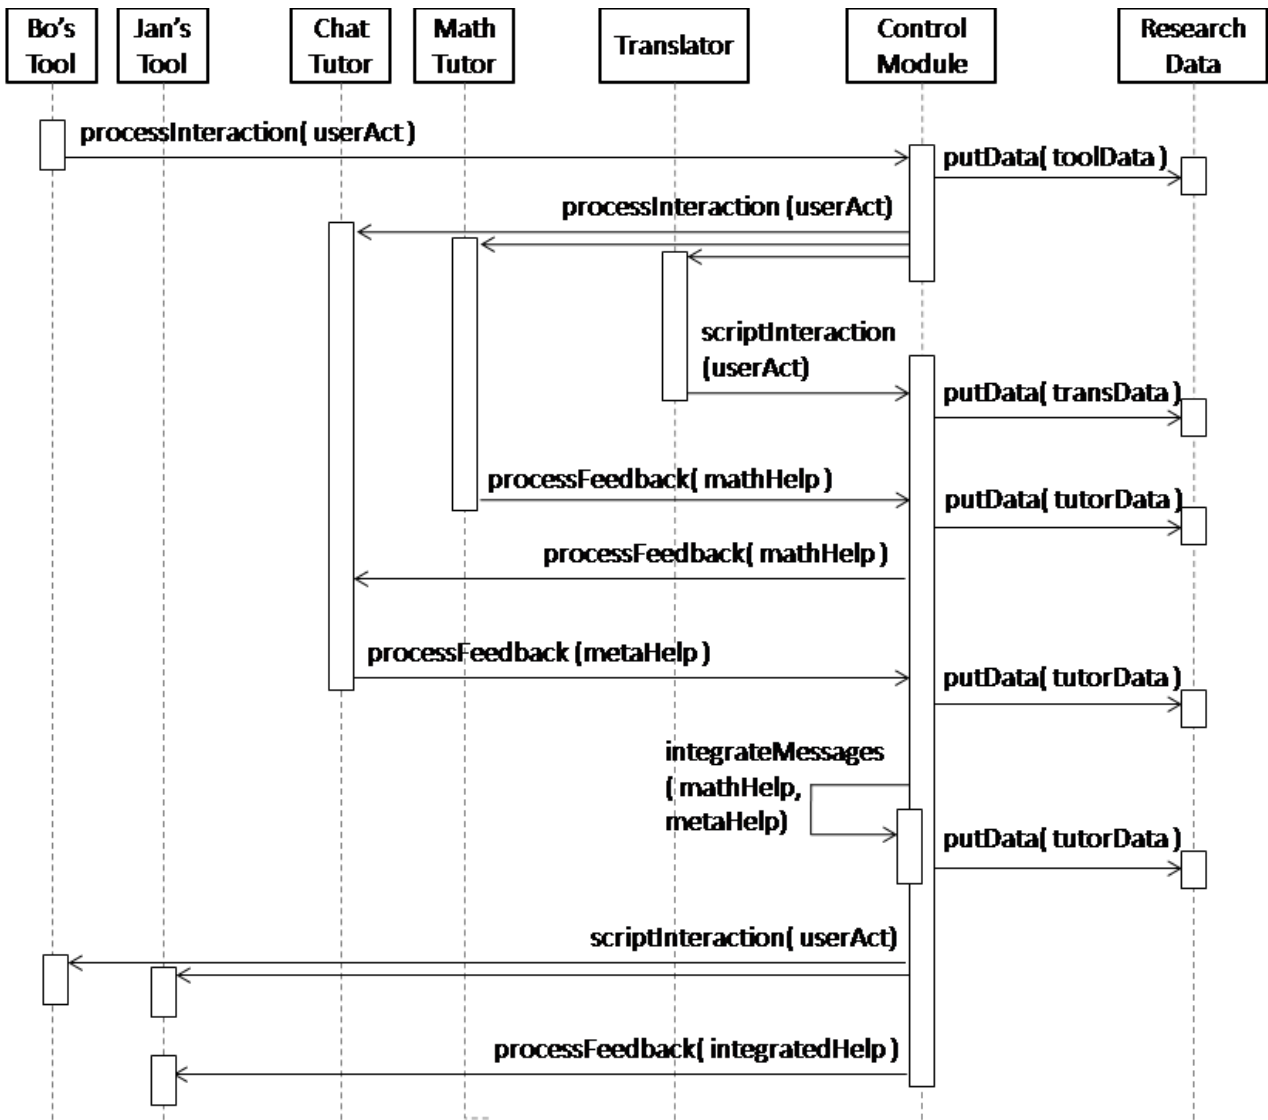 Bo's
Tool
Jan's
Tool
Chat
Tutor
Math
Tutor
Translator
Control
Module
Research
Data
processInteraction( userAct )
putData( toolData )
processInteraction (userAct)
scriptInteraction
(userAct)
putData( transData )
processFeedback( mathHelp )
putData( tutorData )
processFeedback( mathHelp )
processFeedback (metaHelp )
putData( tutorData )
integrateMessages
( mathHelp,
metaHelp)
putData( tutorData )
scriptInteraction( userAct)
processFeedback( integratedHelp )